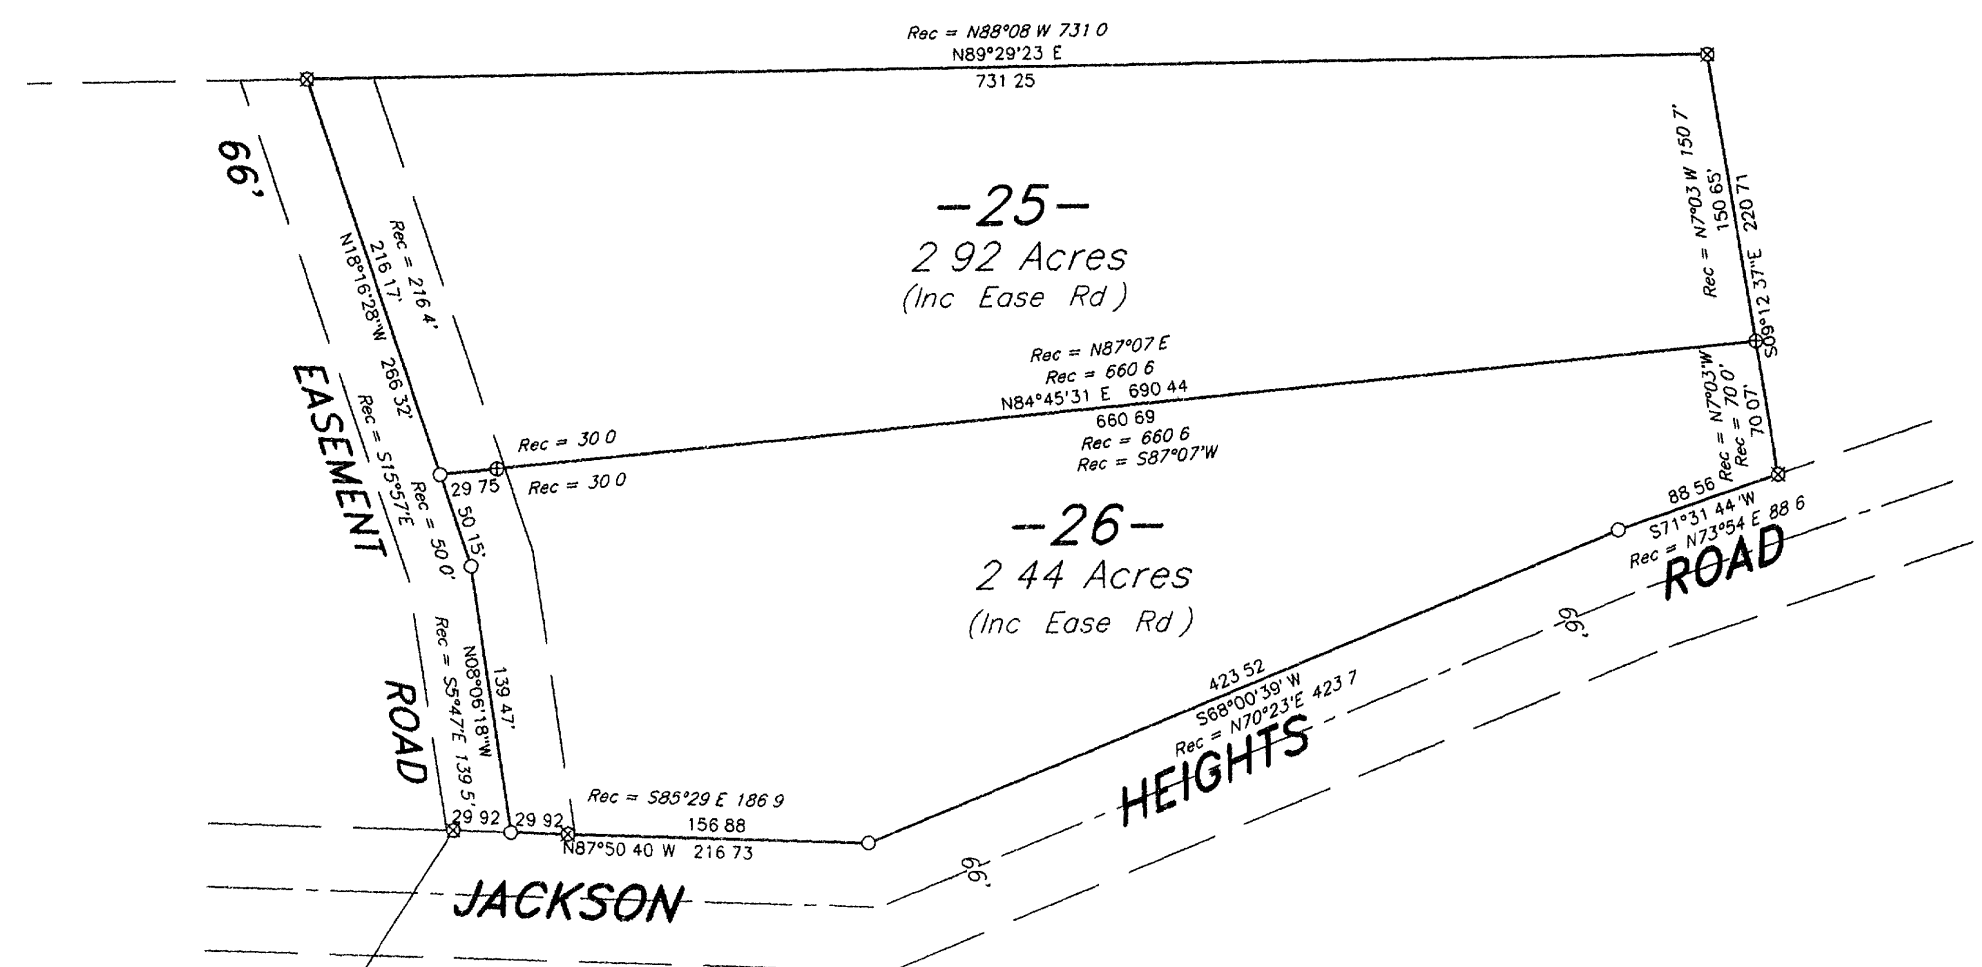 Rec = N88°08 W 731 0
N89°29'23 E
731 25
66'
Rec = 216 4'
216 17'
N18°16'28"W 266 32'
-25-
2 92 Acres
(Inc Ease Rd )
Rec = N7°03 W 150 7'
150 65'
S09°12 37"E 220 71
Rec = N87°07 E
Rec = 660 6
N84°45'31 E 690 44
660 69
Rec = 660 6
Rec = S87°07'W
Rec = 30 0
Rec = 30 0
29 75
Rec = N7°03'W
Rec = 70 0'
70 07'
EASEMENT
ROAD
Rec = S15°57'E
Rec = 50 0'
50 15'
-26-
2 44 Acres
(Inc Ease Rd )
88 56
S71°31 44 'W
Rec = N73°54 E 88 6
ROAD
66'
Rec = S5°47'E 139 5'
N08°06'18"W
139 47'
423 52
S68°00'39' W
Rec = N70°23'E 423 7
HEIGHTS
29 92
29 92
Rec = S85°29 E 186 9
156 88
N87°50 40 W 216 73
66'
JACKSON